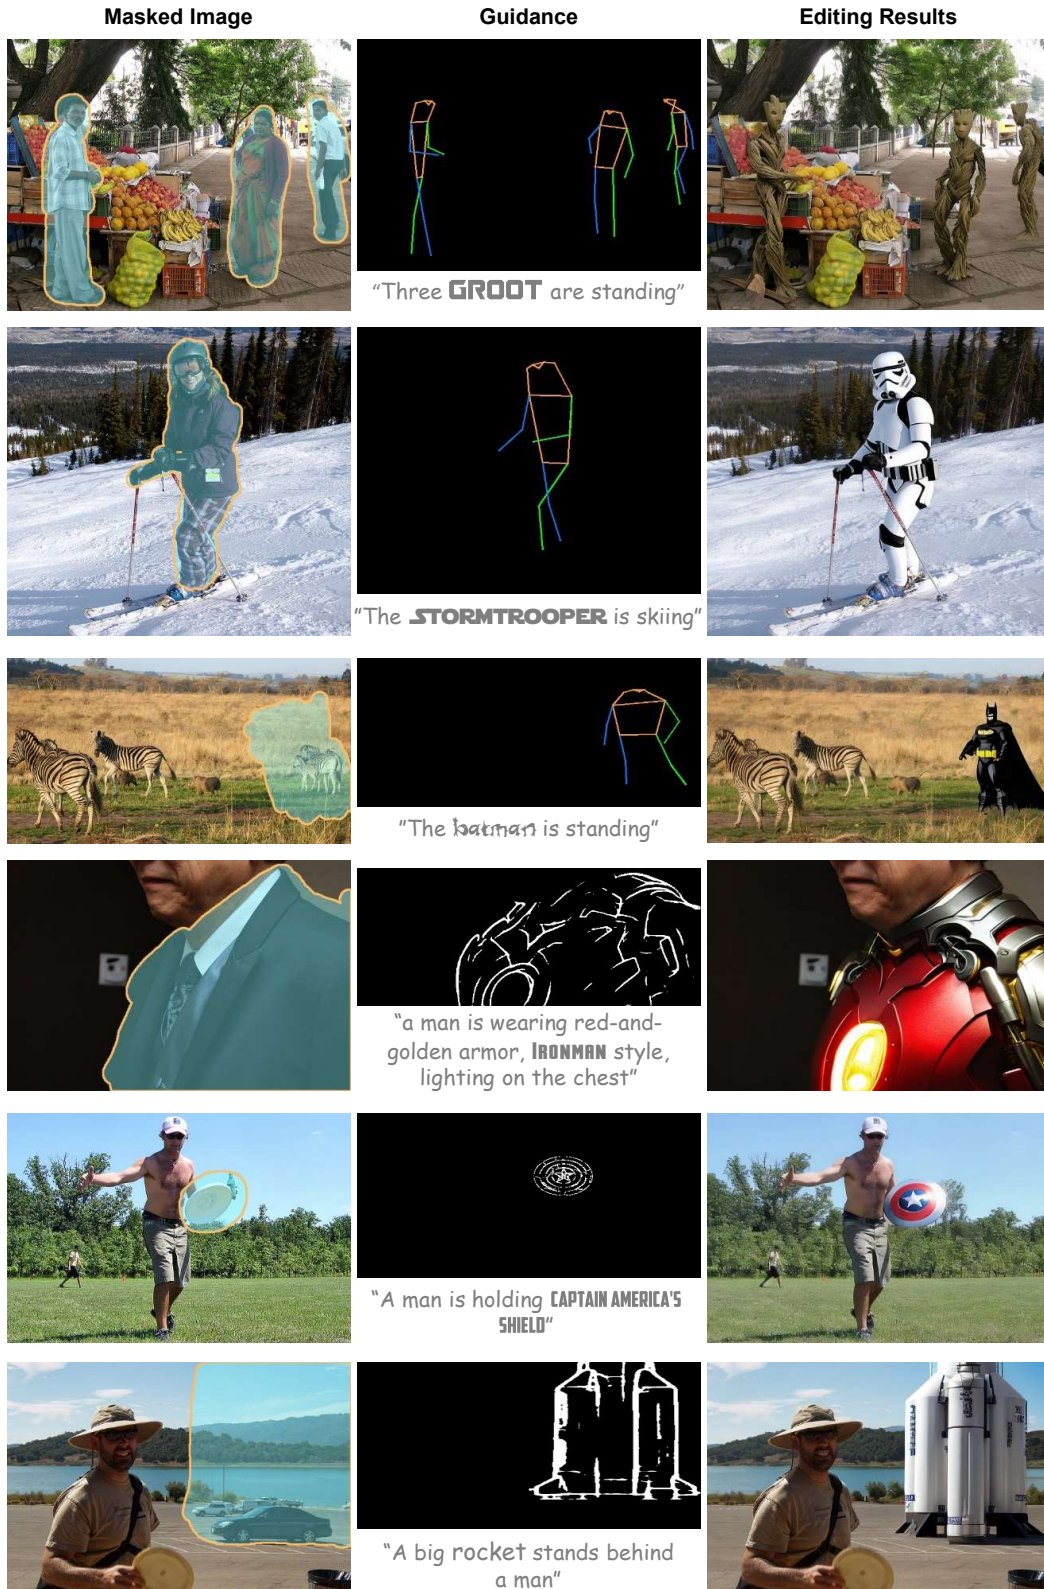 Masked Image
Guidance
Editing Results
"Three GROOT are standing"
"The STORMTROOPER is skiing"
"The batman is standing"
"a man is wearing red-and-
golden armor, IRONMAN style,
lighting on the chest"
"A man is holding CAPTAIN AMERICA'S
SHIELD"
"A big rocket stands behind
a man"